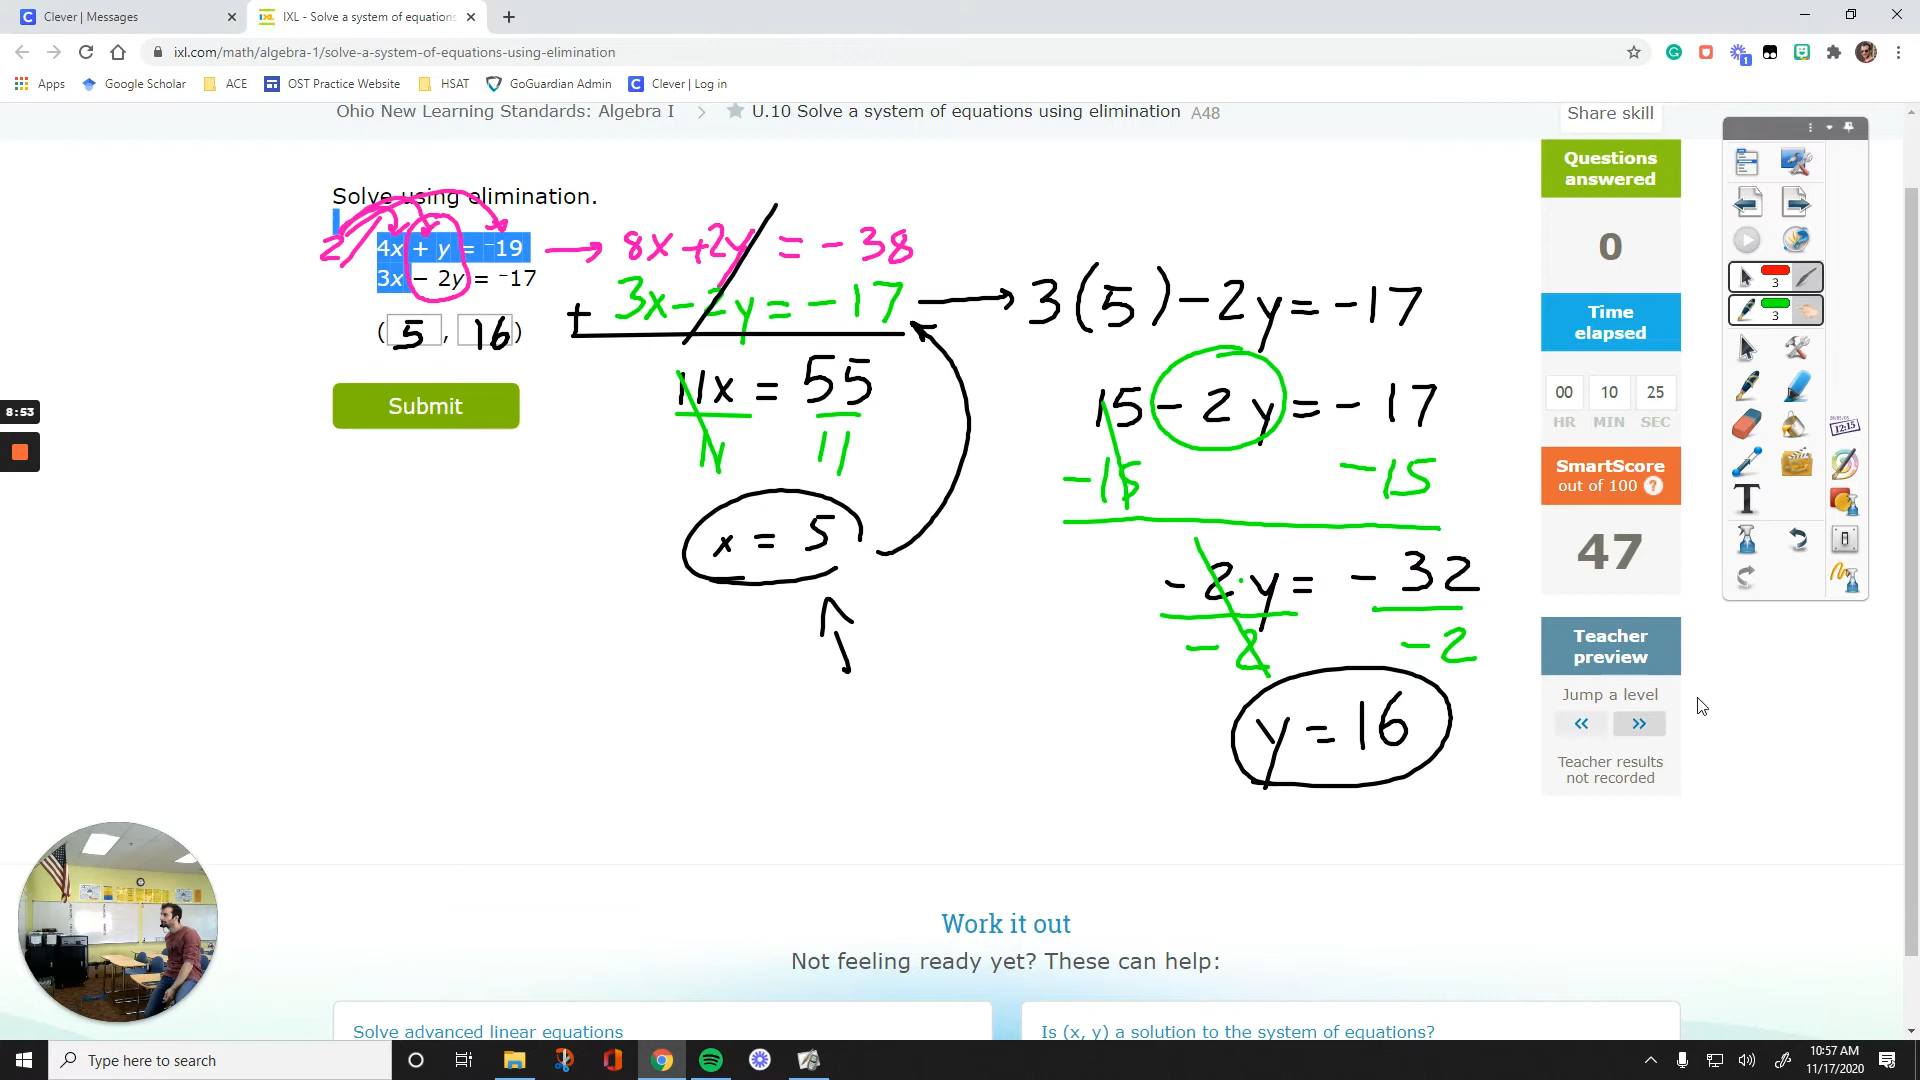 Clever | Messages
IXL - Solve a system of equations
ixl.com/math/algebra-1/solve-a-system-of-equations-using-elimination
1
Apps
Google Scholar
ACE
OST Practice Website
HSAT
GoGuardian Admin
Clever | Log in
Ohio New Learning Standards: Algebra I
U.10 Solve a system of equations using elimination A48
Share skill
Solve using elimination.
2
4x + y = ⁻19
3x − 2y = ⁻17
( 5 , 16 )
Submit
8x + 2y = - 38
+ 3x - 2y = - 17
11x = 55
11 11
x = 5
3(5) - 2y = -17
15 - 2y = - 17
-15 -15
-2·y = - 32
-2 -2
y = 16
Questions answered
0
Time elapsed
00 10 25
HR MIN SEC
SmartScore
out of 100 ?
47
Teacher preview
Jump a level
«
»
Teacher results
not recorded
3
3
12:15
T
8:53
Work it out
Not feeling ready yet? These can help:
Solve advanced linear equations
Is (x, y) a solution to the system of equations?
Type here to search
10:57 AM
11/17/2020